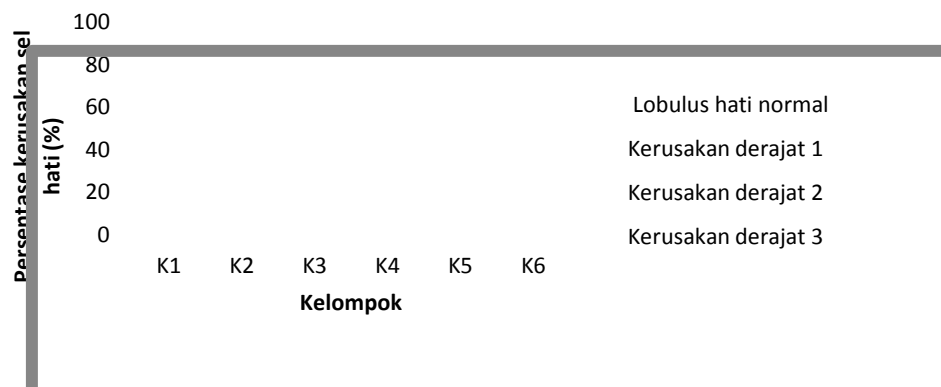 Persentase kerusakan sel
hati (%)
100
80
60
40
20
0
K1 K2 K3 K4 K5 K6
Kelompok
Lobulus hati normal
Kerusakan derajat 1
Kerusakan derajat 2
Kerusakan derajat 3